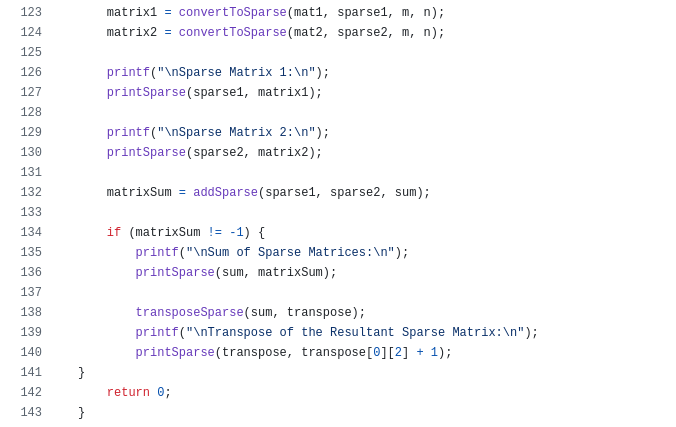 123         matrix1 = convertToSparse(mat1, sparse1, m, n);
124         matrix2 = convertToSparse(mat2, sparse2, m, n);
125
126         printf("\nSparse Matrix 1:\n");
127         printSparse(sparse1, matrix1);
128
129         printf("\nSparse Matrix 2:\n");
130         printSparse(sparse2, matrix2);
131
132         matrixSum = addSparse(sparse1, sparse2, sum);
133
134         if (matrixSum != -1) {
135             printf("\nSum of Sparse Matrices:\n");
136             printSparse(sum, matrixSum);
137
138             transposeSparse(sum, transpose);
139             printf("\nTranspose of the Resultant Sparse Matrix:\n");
140             printSparse(transpose, transpose[0][2] + 1);
141     }
142         return 0;
143     }